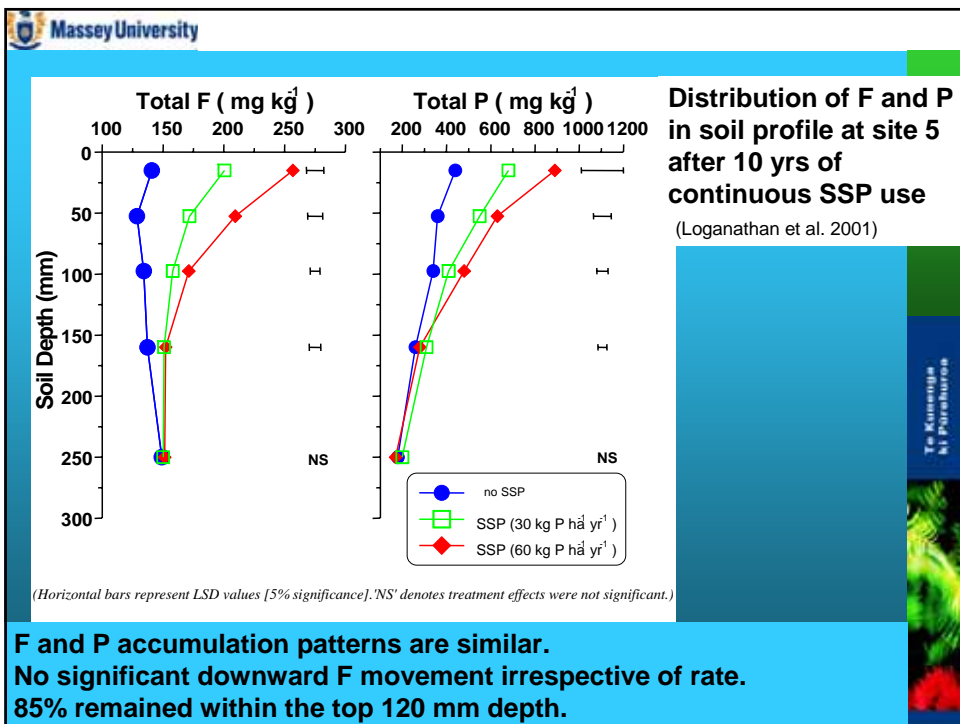 Massey University
Total F ( mg kg-1 )
100 150 200 250 300
Total P ( mg kg-1 )
200 400 600 800 1000 1200
Soil Depth (mm)
0
50
100
150
200
250
300
NS
NS
no SSP
SSP (30 kg P ha-1 yr-1 )
SSP (60 kg P ha-1 yr-1 )
(Horizontal bars represent LSD values [5% significance].'NS' denotes treatment effects were not significant.)
Distribution of F and P
in soil profile at site 5
after 10 yrs of
continuous SSP use
(Loganathan et al. 2001)
Te Kunenga
ki Pūrehuroa
F and P accumulation patterns are similar.
No significant downward F movement irrespective of rate.
85% remained within the top 120 mm depth.